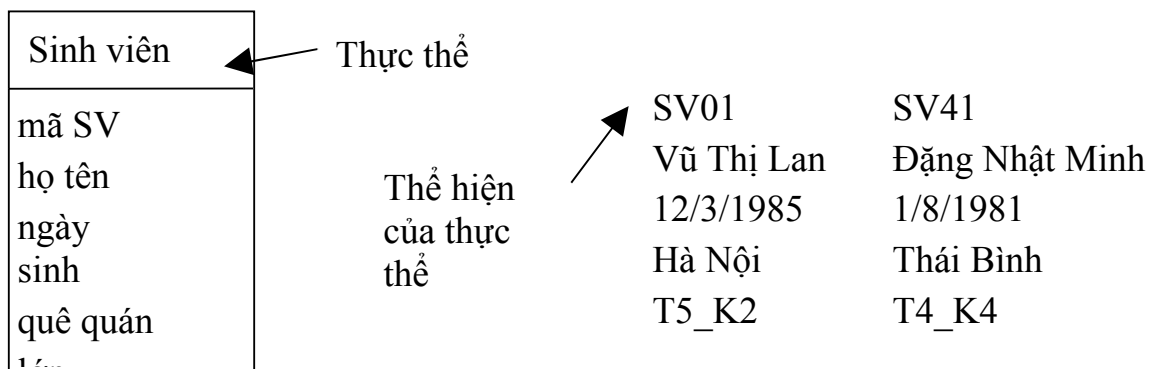 Sinh viên
Thực thể
mã SV
họ tên
ngày
sinh
quê quán
Thể hiện
của thực
thể
SV01
Vũ Thị Lan
12/3/1985
Hà Nội
T5_K2
SV41
Đặng Nhật Minh
1/8/1981
Thái Bình
T4_K4